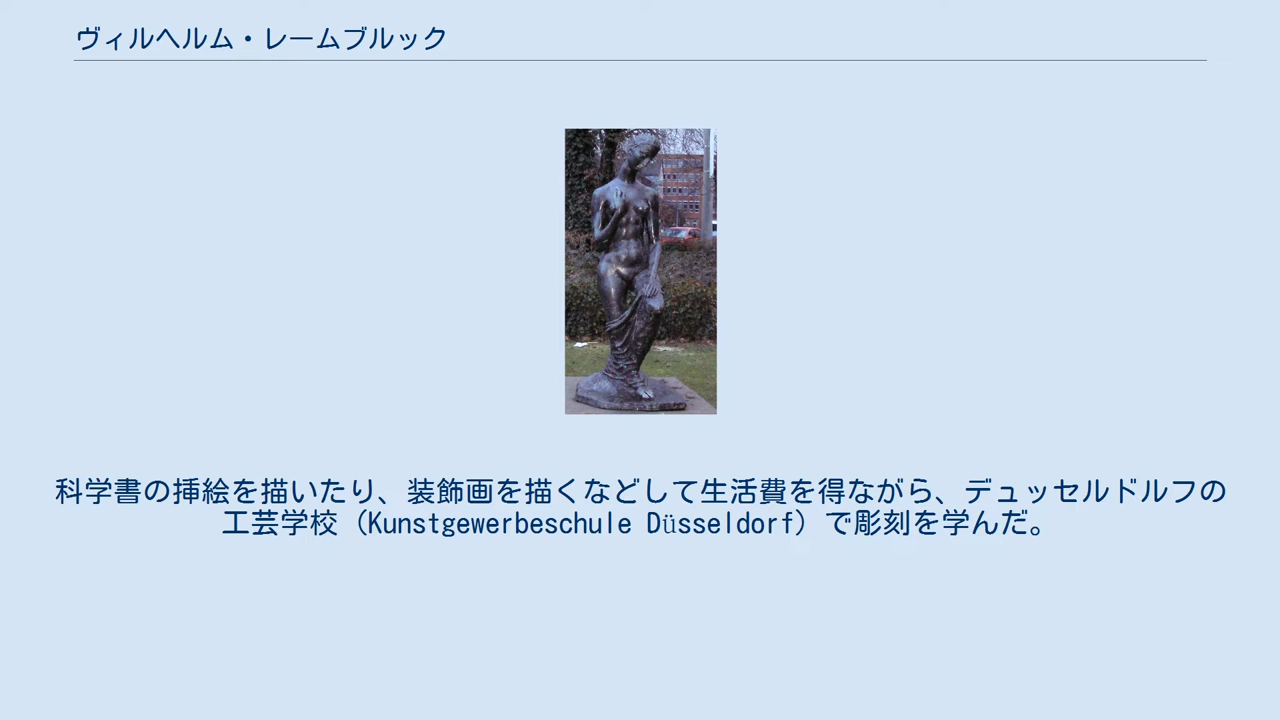 ヴィルヘルム・レームブルック
科学書の挿絵を描いたり、装飾画を描くなどして生活費を得ながら、デュッセルドルフの
工芸学校（Kunstgewerbeschule Düsseldorf）で彫刻を学んだ。